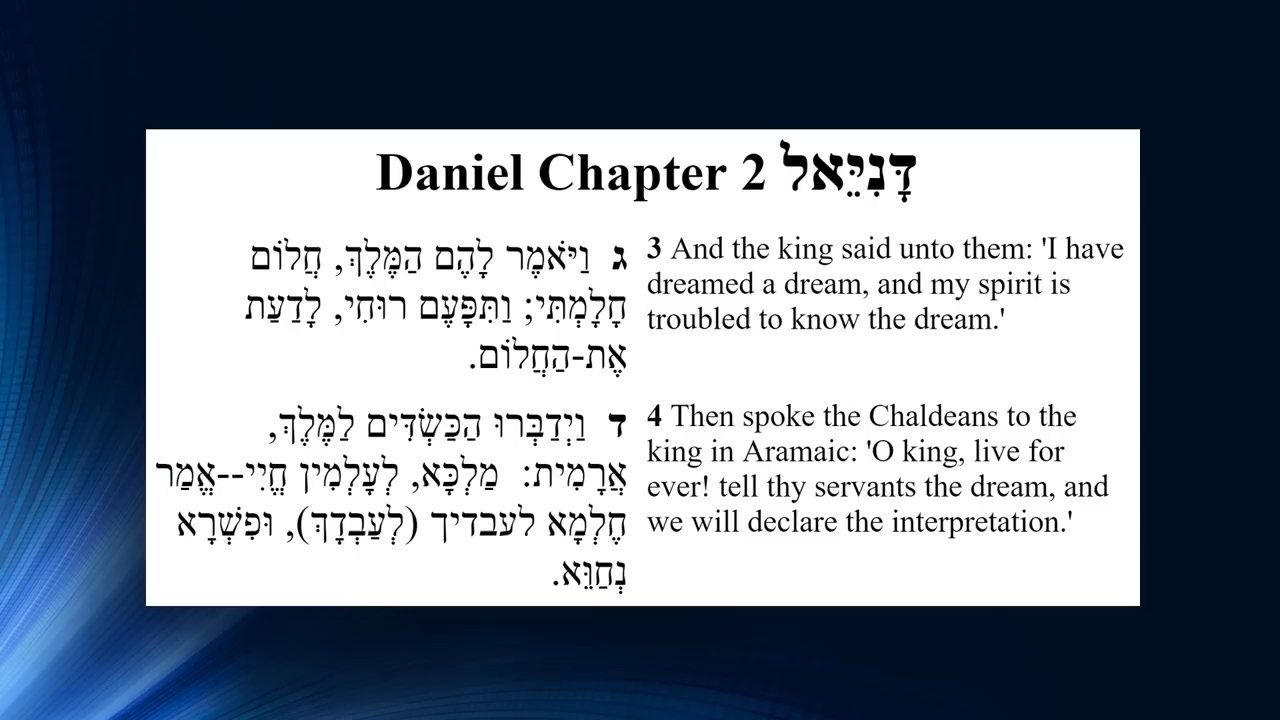 Daniel Chapter 2 דָּנִיֵּאל
ג וַיֹּאמֶר לָהֶם הַמֶּלֶךְ, חֲלוֹם
חָלָמְתִּי; וַתִּפָּעֶם רוּחִי, לָדַעַת
אֶת-הַחֲלוֹם.
3 And the king said unto them: 'I have
dreamed a dream, and my spirit is
troubled to know the dream.'
ד וַיְדַבְּרוּ הַכַּשְׂדִּים לַמֶּלֶךְ,
אֲרָמִית: מַלְכָּא, לְעָלְמִין חֱיִי--אֱמַר
חֶלְמָא לעבדיך (לְעַבְדָךְ), וּפִשְׁרָא
נְחַוֵּא.
4 Then spoke the Chaldeans to the
king in Aramaic: 'O king, live for
ever! tell thy servants the dream, and
we will declare the interpretation.'